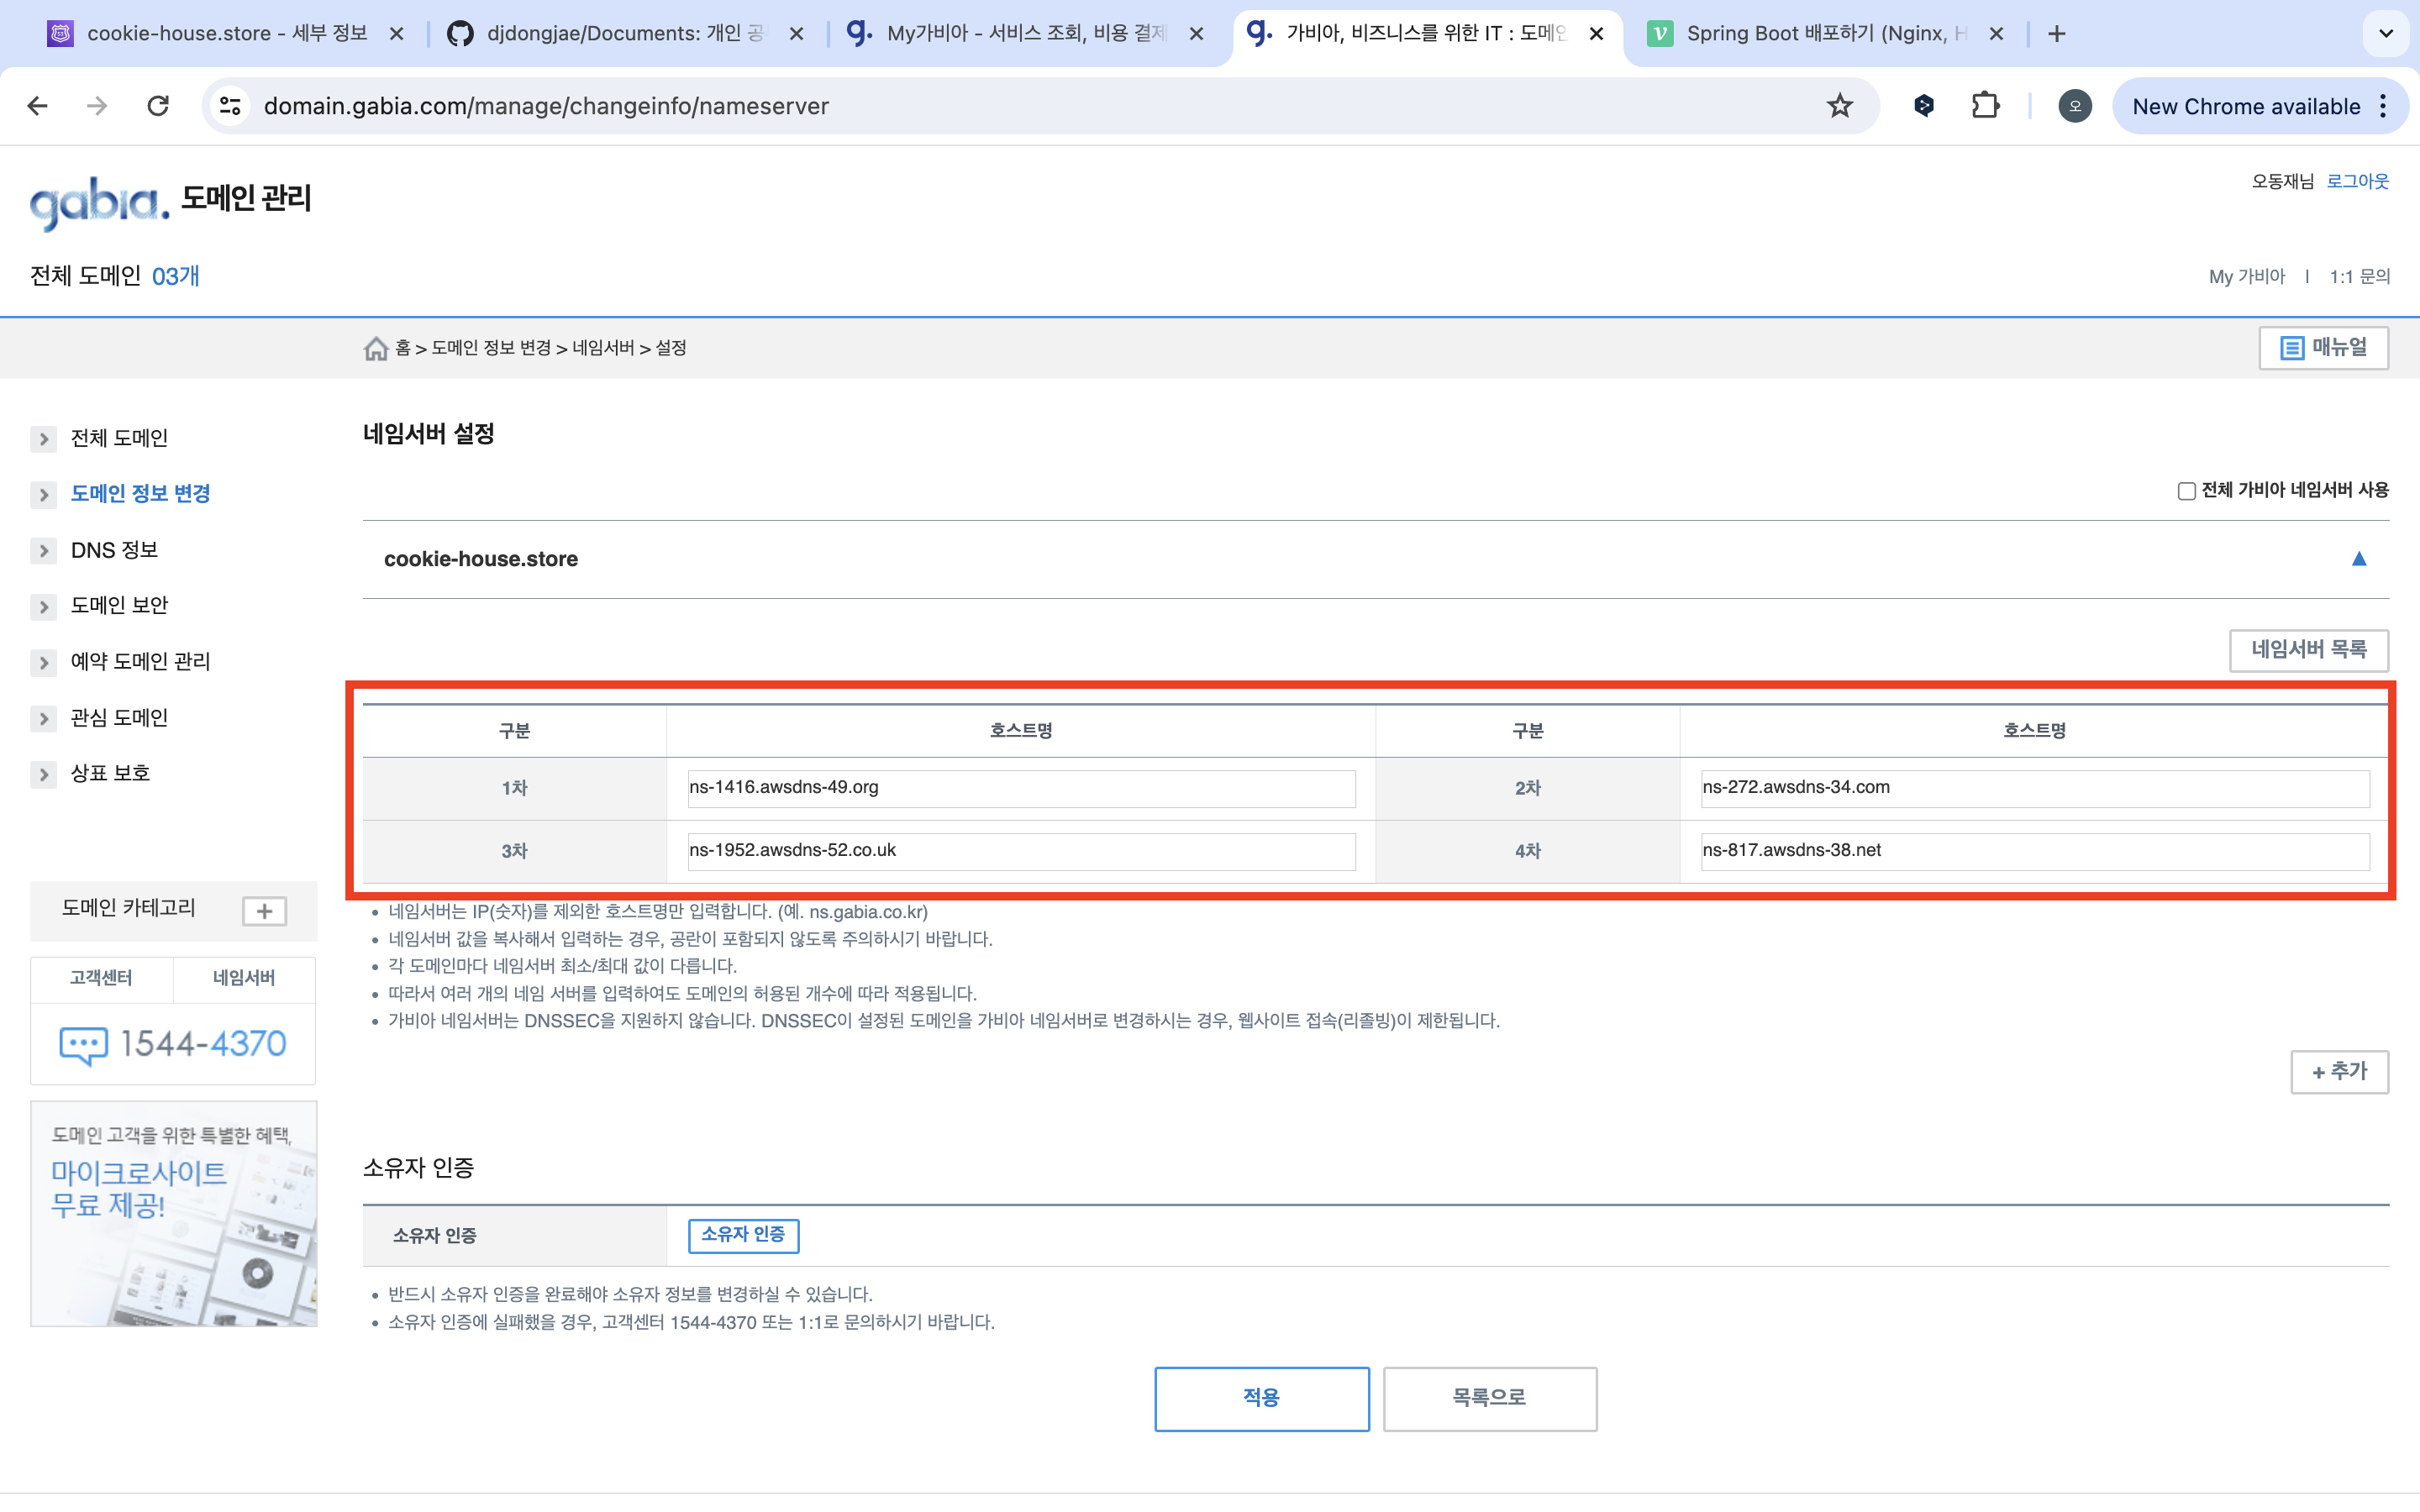 cookie-house.store - 세부 정보
djdongjae/Documents: 개인 공
My가비아 - 서비스 조회, 비용 결제
가비아, 비즈니스를 위한 IT : 도메인
Spring Boot 배포하기 (Nginx, H
domain.gabia.com/manage/changeinfo/nameserver
오
New Chrome available
gabia. 도메인 관리
오동재님 로그아웃
전체 도메인 03개
My 가비아 | 1:1 문의
홈 > 도메인 정보 변경 > 네임서버 > 설정
매뉴얼
전체 도메인
도메인 정보 변경
DNS 정보
도메인 보안
예약 도메인 관리
관심 도메인
상표 보호
도메인 카테고리 +
고객센터 네임서버
1544-4370
도메인 고객을 위한 특별한 혜택,
마이크로사이트
무료 제공!
네임서버 설정
전체 가비아 네임서버 사용
cookie-house.store ▲
네임서버 목록
구분 호스트명 구분 호스트명
1차 ns-1416.awsdns-49.org 2차 ns-272.awsdns-34.com
3차 ns-1952.awsdns-52.co.uk 4차 ns-817.awsdns-38.net
• 네임서버는 IP(숫자)를 제외한 호스트명만 입력합니다. (예. ns.gabia.co.kr)
• 네임서버 값을 복사해서 입력하는 경우, 공란이 포함되지 않도록 주의하시기 바랍니다.
• 각 도메인마다 네임서버 최소/최대 값이 다릅니다.
• 따라서 여러 개의 네임 서버를 입력하여도 도메인의 허용된 개수에 따라 적용됩니다.
• 가비아 네임서버는 DNSSEC을 지원하지 않습니다. DNSSEC이 설정된 도메인을 가비아 네임서버로 변경하시는 경우, 웹사이트 접속(리졸빙)이 제한됩니다.
+ 추가
소유자 인증
소유자 인증 소유자 인증
• 반드시 소유자 인증을 완료해야 소유자 정보를 변경하실 수 있습니다.
• 소유자 인증에 실패했을 경우, 고객센터 1544-4370 또는 1:1로 문의하시기 바랍니다.
적용 목록으로